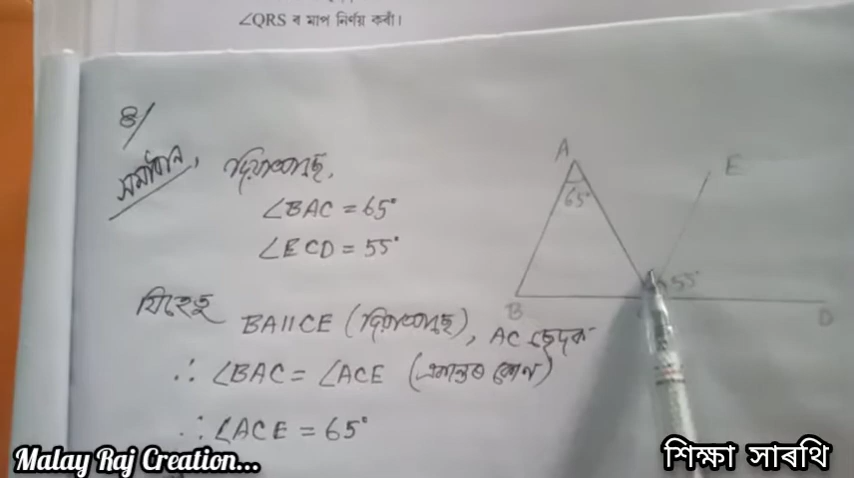 ∠QRS ৰ মাপ নিৰ্ণয় কৰাঁ।
8/
সমাধান, দিয়াআছে,
∠BAC = 65°
∠ECD = 55°
যিহেতু BA||CE (দিয়াআছে), AC ছেদক
∴ ∠BAC = ∠ACE (একান্তৰ কোণ)
∴ ∠ACE = 65°
A
E
65°
55°
B
D
Malay Raj Creation...
শিক্ষা সাৰথি